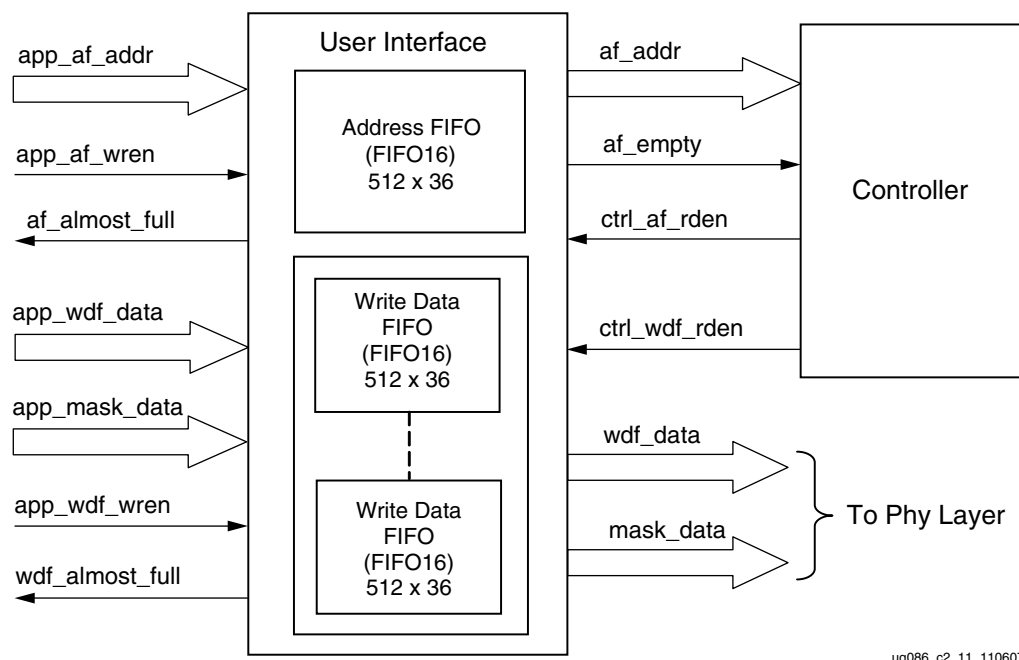 User Interface
app_af_addr
app_af_wren
af_almost_full
app_wdf_data
app_mask_data
app_wdf_wren
wdf_almost_full
Address FIFO
(FIFO16)
512 x 36
Write Data
FIFO
(FIFO16)
512 x 36
Write Data
FIFO
(FIFO16)
512 x 36
af_addr
af_empty
ctrl_af_rden
ctrl_wdf_rden
wdf_data
mask_data
Controller
To Phy Layer